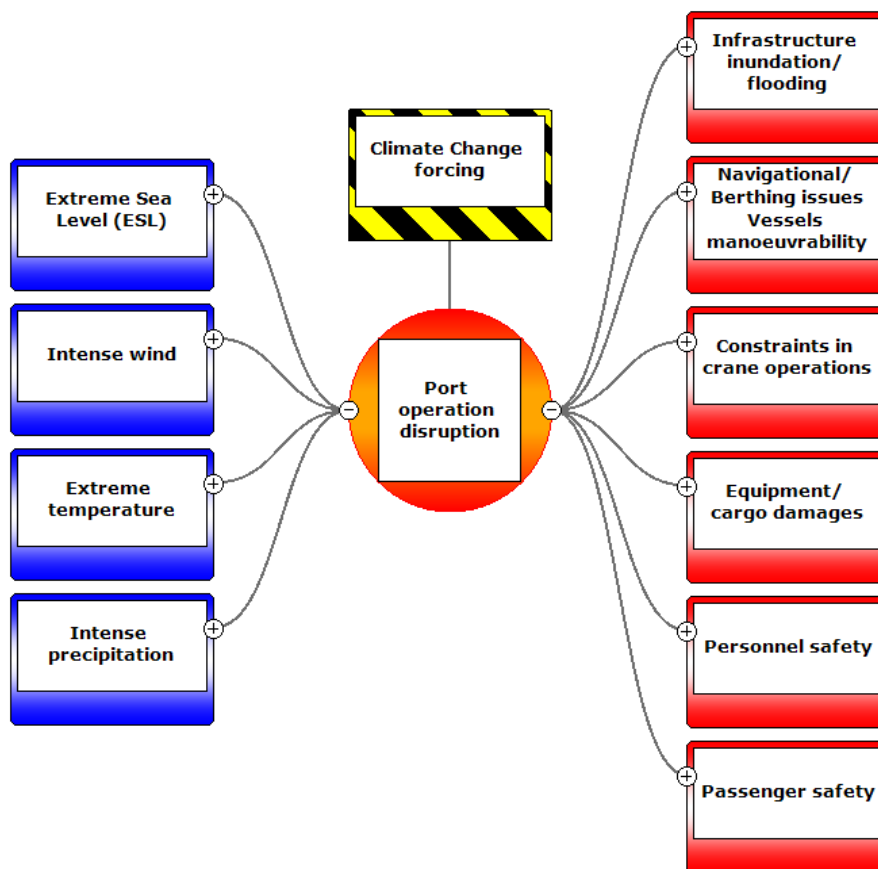 Climate Change
forcing
Extreme Sea
Level (ESL)
Intense wind
Extreme
temperature
Intense
precipitation
Port
operation
disruption
Infrastructure
inundation/
flooding
Navigational/
Berthing issues
Vessels
manoeuvrability
Constraints in
crane operations
Equipment/
cargo damages
Personnel safety
Passenger safety